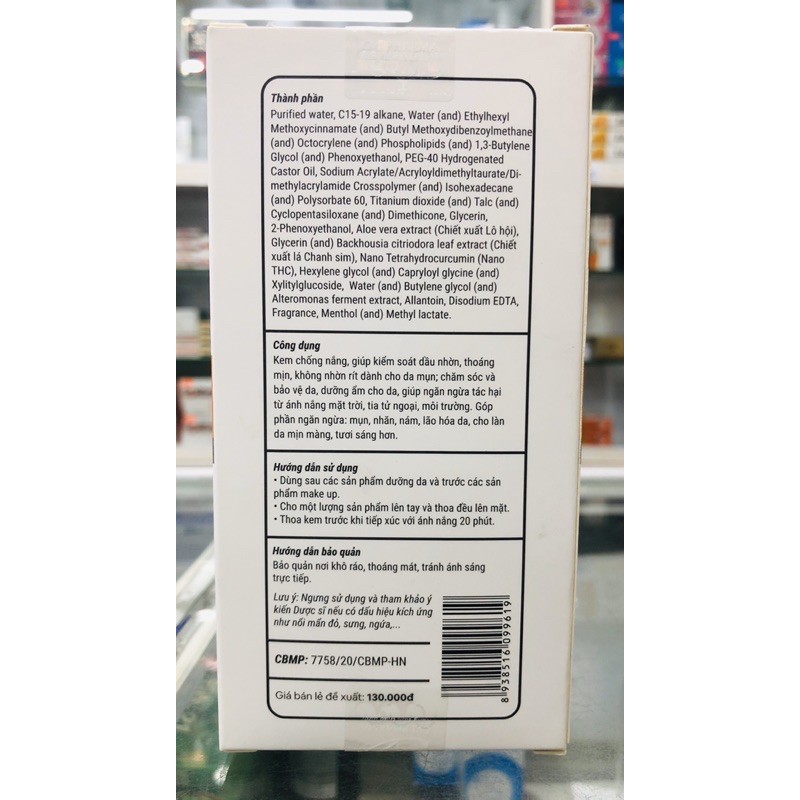 Thành phần
Purified water, C15-19 alkane, Water (and) Ethylhexyl
Methoxycinnamate (and) Butyl Methoxydibenzoylmethane
(and) Octocrylene (and) Phospholipids (and) 1,3-Butylene
Glycol (and) Phenoxyethanol, PEG-40 Hydrogenated
Castor Oil, Sodium Acrylate/Acryloyldimethyltaurate/Di-
methylacrylamide Crosspolymer (and) Isohexadecane
(and) Polysorbate 60, Titanium dioxide (and) Talc (and)
Cyclopentasiloxane (and) Dimethicone, Glycerin,
2-Phenoxyethanol, Aloe vera extract (Chiết xuất Lô hội),
Glycerin (and) Backhousia citriodora leaf extract (Chiết
xuất lá Chanh sim), Nano Tetrahydrocurcumin (Nano
THC), Hexylene glycol (and) Capryloyl glycine (and)
Xylitylglucoside, Water (and) Butylene glycol (and)
Alteromonas ferment extract, Allantoin, Disodium EDTA,
Fragrance, Menthol (and) Methyl lactate.
Công dụng
Kem chống nắng, giúp kiểm soát dầu nhờn, thoáng
mịn, không nhờn rít dành cho da mụn; chăm sóc và
bảo vệ da, dưỡng ẩm cho da, giúp ngăn ngừa tác hại
từ ánh nắng mặt trời, tia tử ngoại, môi trường. Góp
phần ngăn ngừa: mụn, nhăn, nám, lão hóa da, cho làn
da mịn màng, tươi sáng hơn.
Hướng dẫn sử dụng
• Dùng sau các sản phẩm dưỡng da và trước các sản
phẩm make up.
• Cho một lượng sản phẩm lên tay và thoa đều lên mặt.
• Thoa kem trước khi tiếp xúc với ánh nắng 20 phút.
Hướng dẫn bảo quản
Bảo quản nơi khô ráo, thoáng mát, tránh ánh sáng
trực tiếp.
Lưu ý: Ngưng sử dụng và tham khảo ý
kiến Dược sĩ nếu có dấu hiệu kích ứng
như nổi mẩn đỏ, sưng, ngứa,...
CBMP: 7758/20/CBMP-HN
Giá bán lẻ đề xuất: 130.000đ
8938516099619